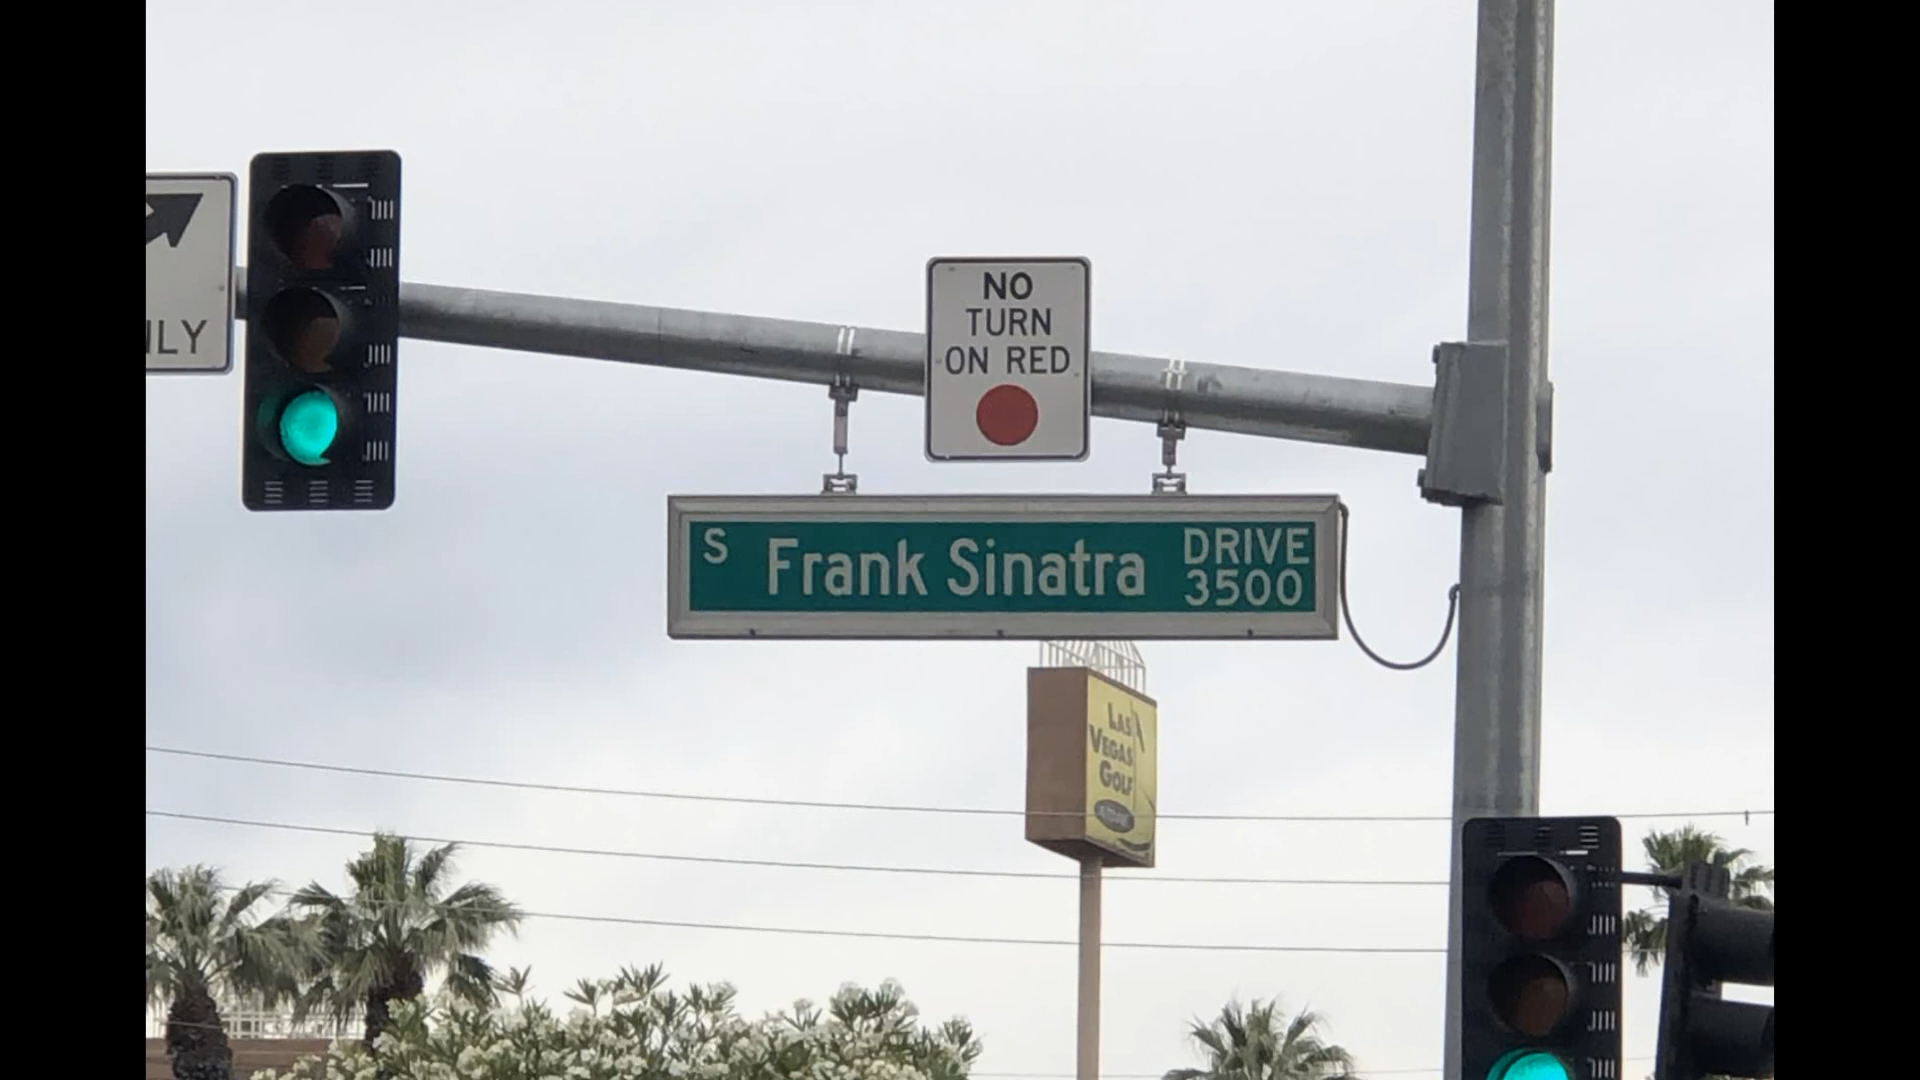 NLY
NO
TURN
ON RED
S Frank Sinatra DRIVE
3500
LAS
VEGAS
GOLF